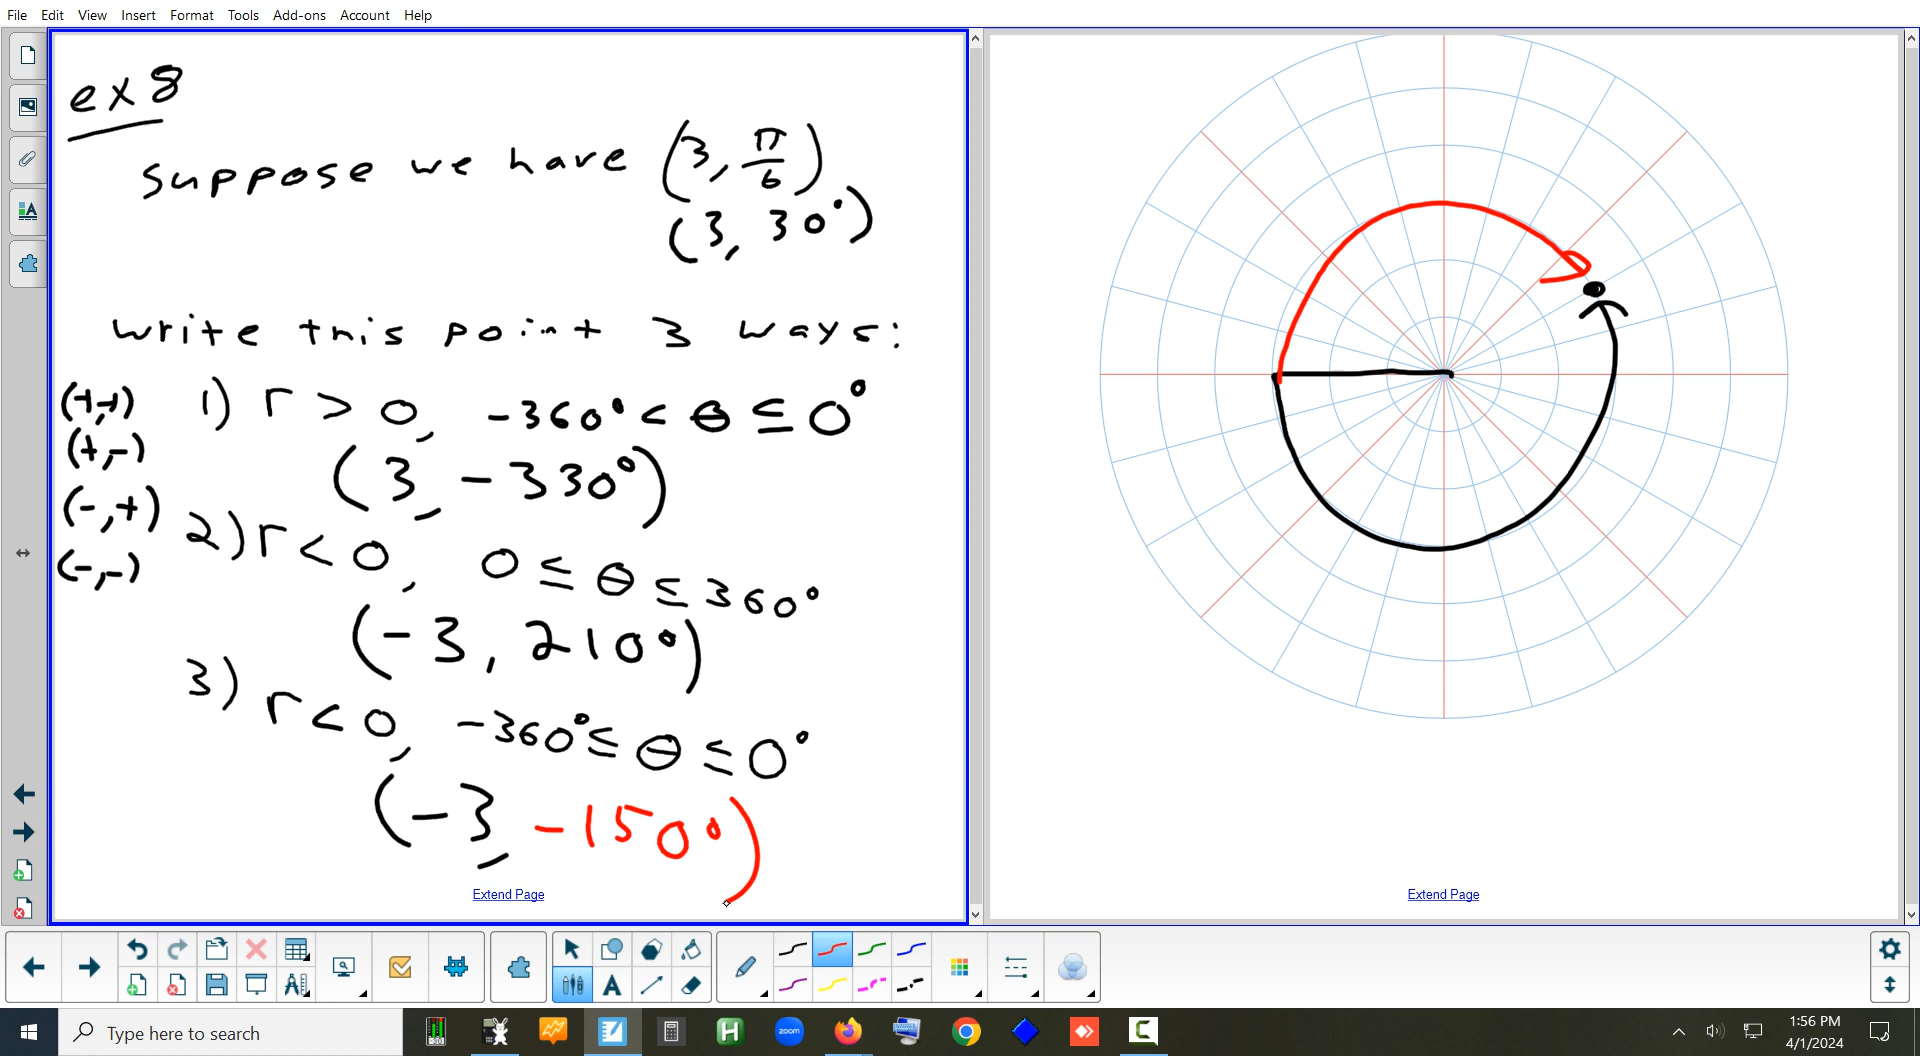 File Edit View Insert Format Tools Add-ons Account Help
ex 8
suppose we have (3, π/6)
(3, 30°)
write this point 3 ways:
(+,+)
1) r > 0, -360° < θ ≤ 0°
(+,-)
(3, -330°)
(-,+)
2) r < 0, 0 ≤ θ ≤ 360°
(-,-)
(-3, 210°)
3) r < 0, -360° ≤ θ ≤ 0°
(-3, -150°)
Extend Page
Extend Page
A
Type here to search
H
zoom
C
1:56 PM
4/1/2024